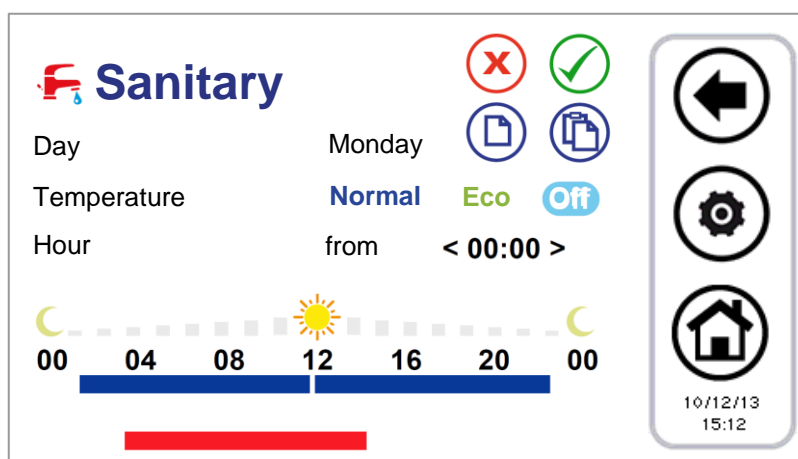 Sanitary
Day Monday
Temperature Normal Eco Off
Hour from < 00:00 >
00 04 08 12 16 20 00
10/12/13
15:12